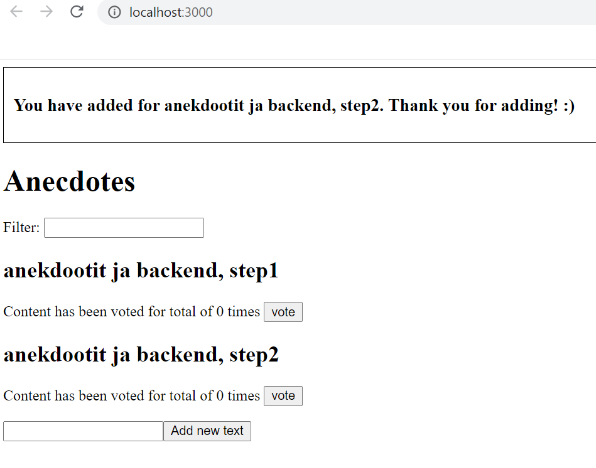 localhost:3000
You have added for anekdootit ja backend, step2. Thank you for adding! :)
Anecdotes
Filter:
anekdootit ja backend, step1
Content has been voted for total of 0 times vote
anekdootit ja backend, step2
Content has been voted for total of 0 times vote
Add new text